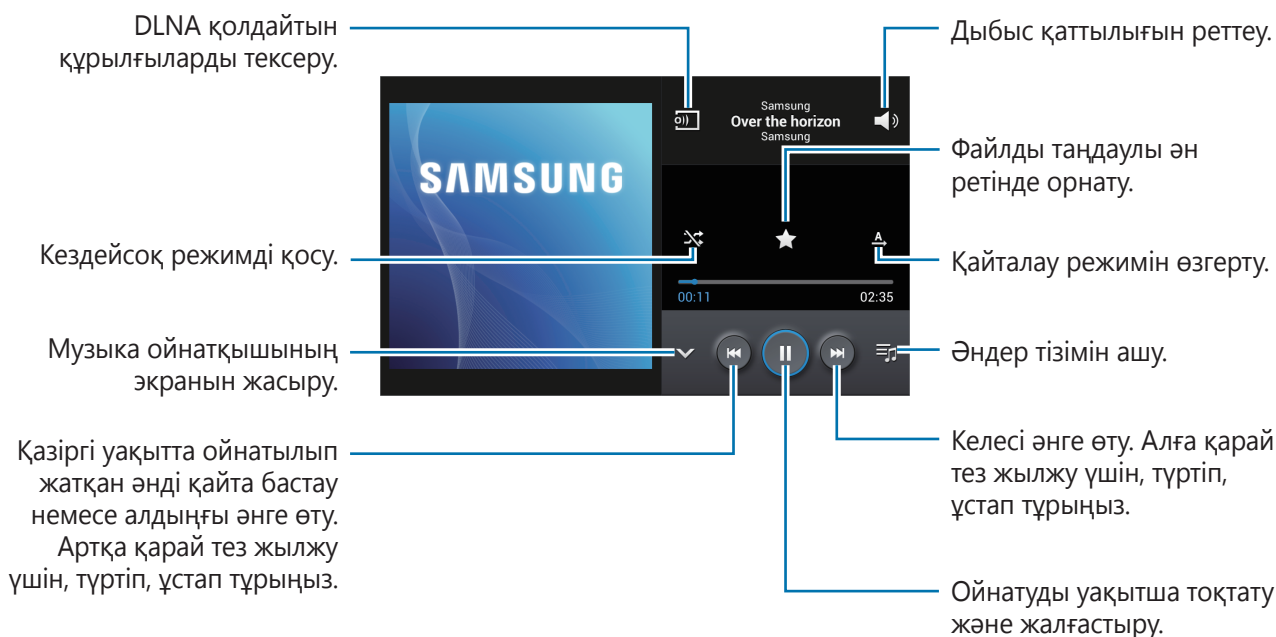 DLNA қолдайтын
құрылғыларды тексеру.
Кездейсоқ режимді қосу.
Музыка ойнатқышының
экранын жасыру.
Қазіргі уақытта ойнатылып
жатқан әнді қайта бастау
немесе алдыңғы әнге өту.
Артқа қарай тез жылжу
үшін, түртіп, ұстап тұрыңыз.
SAMSUNG
Samsung
Over the horizon
Samsung
A
00:11
02:35
Дыбыс қаттылығын реттеу.
Файлды таңдаулы ән
ретінде орнату.
Қайталау режимін өзгерту.
Әндер тізімін ашу.
Келесі әнге өту. Алға қарай
тез жылжу үшін, түртіп,
ұстап тұрыңыз.
Ойнатуды уақытша тоқтату
және жалғастыру.